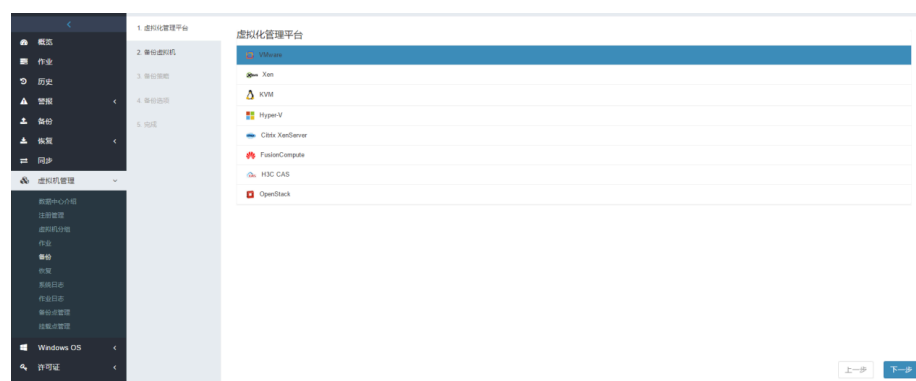 概览
作业
历史
警报
备份
恢复
同步
虚拟机管理
数据中心介绍
注册管理
虚拟机分组
作业
备份
恢复
系统日志
作业日志
备份点管理
挂载点管理
Windows OS
许可证
1. 虚拟化管理平台
2. 备份虚拟机
3. 备份策略
4. 备份选项
5. 完成
虚拟化管理平台
VMware
Xen
KVM
Hyper-V
Citrix XenServer
FusionCompute
H3C CAS
OpenStack
上一步
下一步